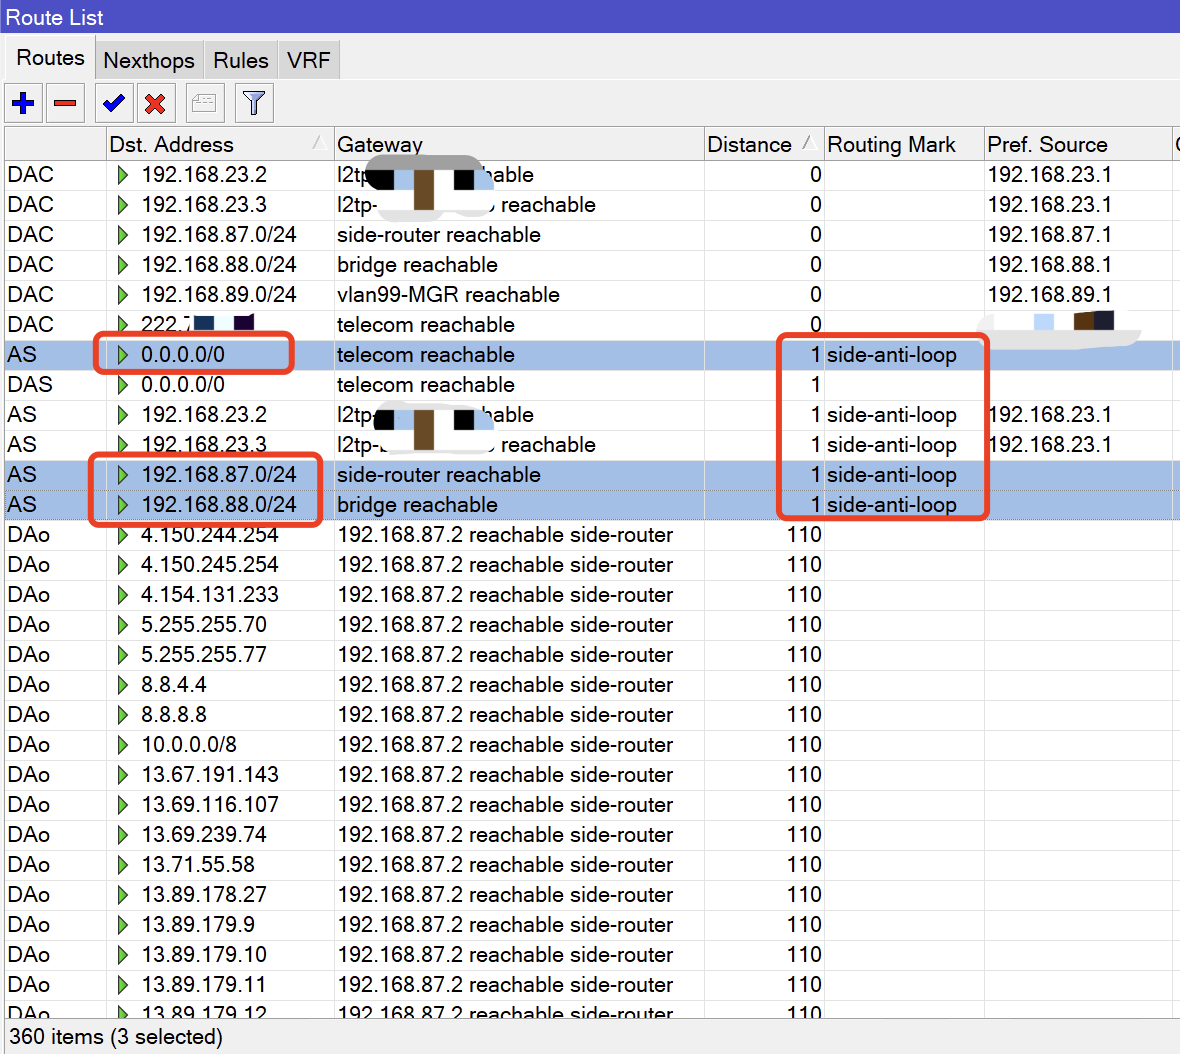 Route List
Routes Nexthops Rules VRF
Dst. Address Gateway Distance Routing Mark Pref. Source
DAC 192.168.23.2 0 192.168.23.1
DAC 192.168.23.3 reachable 0 192.168.23.1
DAC 192.168.87.0/24 side-router reachable 0 192.168.87.1
DAC 192.168.88.0/24 bridge reachable 0 192.168.88.1
DAC 192.168.89.0/24 vlan99-MGR reachable 0 192.168.89.1
DAC telecom reachable 0
AS 0.0.0.0/0 telecom reachable 1 side-anti-loop
DAS 0.0.0.0/0 telecom reachable 1
AS 192.168.23.2 1 side-anti-loop 192.168.23.1
AS 192.168.23.3 reachable 1 side-anti-loop 192.168.23.1
AS 192.168.87.0/24 side-router reachable 1 side-anti-loop
AS 192.168.88.0/24 bridge reachable 1 side-anti-loop
DAo 4.150.244.254 192.168.87.2 reachable side-router 110
DAo 4.150.245.254 192.168.87.2 reachable side-router 110
DAo 4.154.131.233 192.168.87.2 reachable side-router 110
DAo 5.255.255.70 192.168.87.2 reachable side-router 110
DAo 5.255.255.77 192.168.87.2 reachable side-router 110
DAo 8.8.4.4 192.168.87.2 reachable side-router 110
DAo 8.8.8.8 192.168.87.2 reachable side-router 110
DAo 10.0.0.0/8 192.168.87.2 reachable side-router 110
DAo 13.67.191.143 192.168.87.2 reachable side-router 110
DAo 13.69.116.107 192.168.87.2 reachable side-router 110
DAo 13.69.239.74 192.168.87.2 reachable side-router 110
DAo 13.71.55.58 192.168.87.2 reachable side-router 110
DAo 13.89.178.27 192.168.87.2 reachable side-router 110
DAo 13.89.179.9 192.168.87.2 reachable side-router 110
DAo 13.89.179.10 192.168.87.2 reachable side-router 110
DAo 13.89.179.11 192.168.87.2 reachable side-router 110
DAo 13.89.179.12 192.168.87.2 reachable side-router 110
360 items (3 selected)